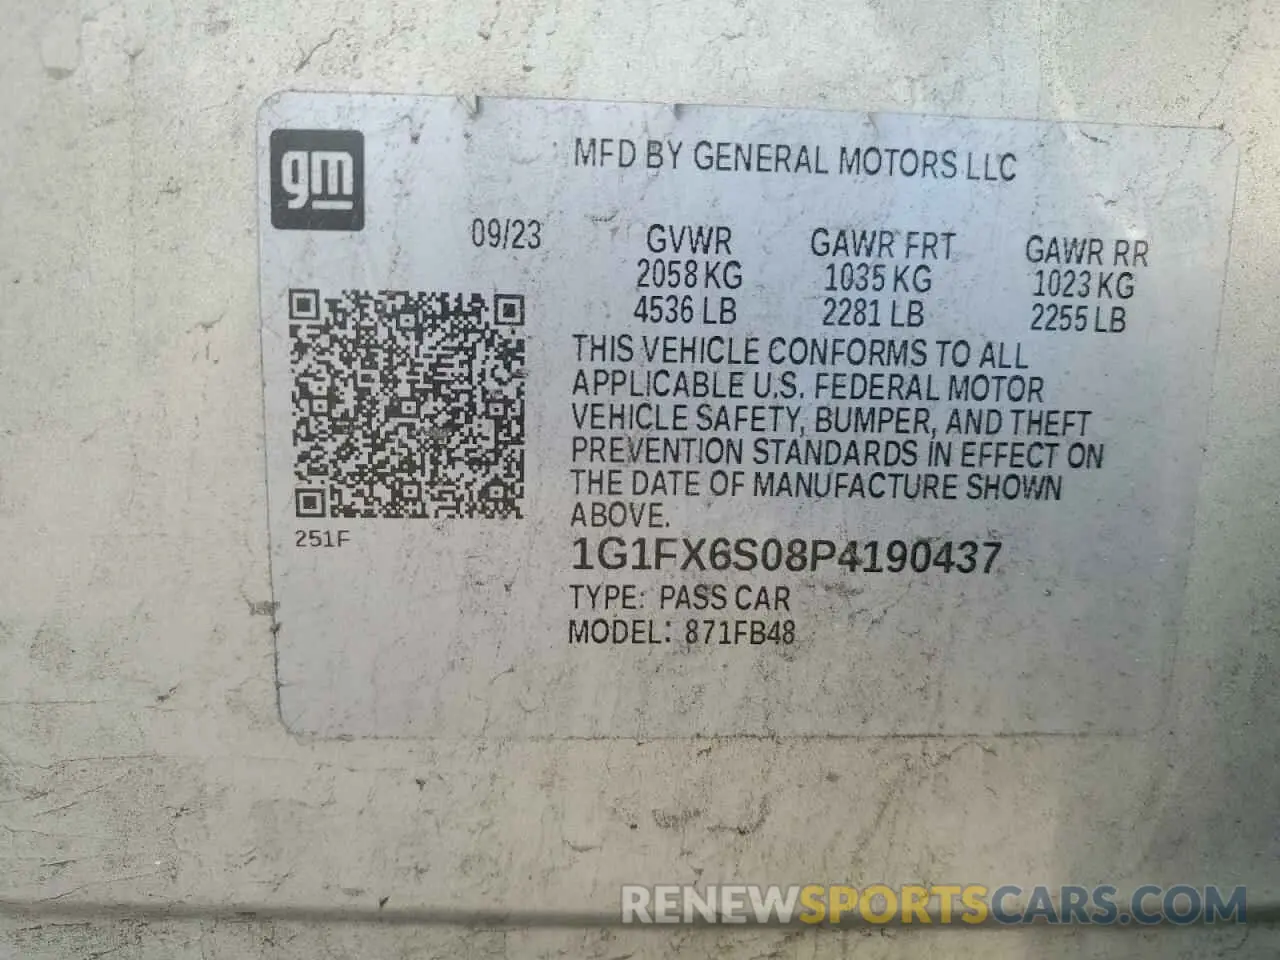 gm
MFD BY GENERAL MOTORS LLC
09/23
GVWR GAWR FRT GAWR RR
2058 KG 1035 KG 1023 KG
4536 LB 2281 LB 2255 LB
THIS VEHICLE CONFORMS TO ALL
APPLICABLE U.S. FEDERAL MOTOR
VEHICLE SAFETY, BUMPER, AND THEFT
PREVENTION STANDARDS IN EFFECT ON
THE DATE OF MANUFACTURE SHOWN
ABOVE.
251F
1G1FX6S08P4190437
TYPE: PASS CAR
MODEL: 871FB48
RENEWSPORTSCARS.COM